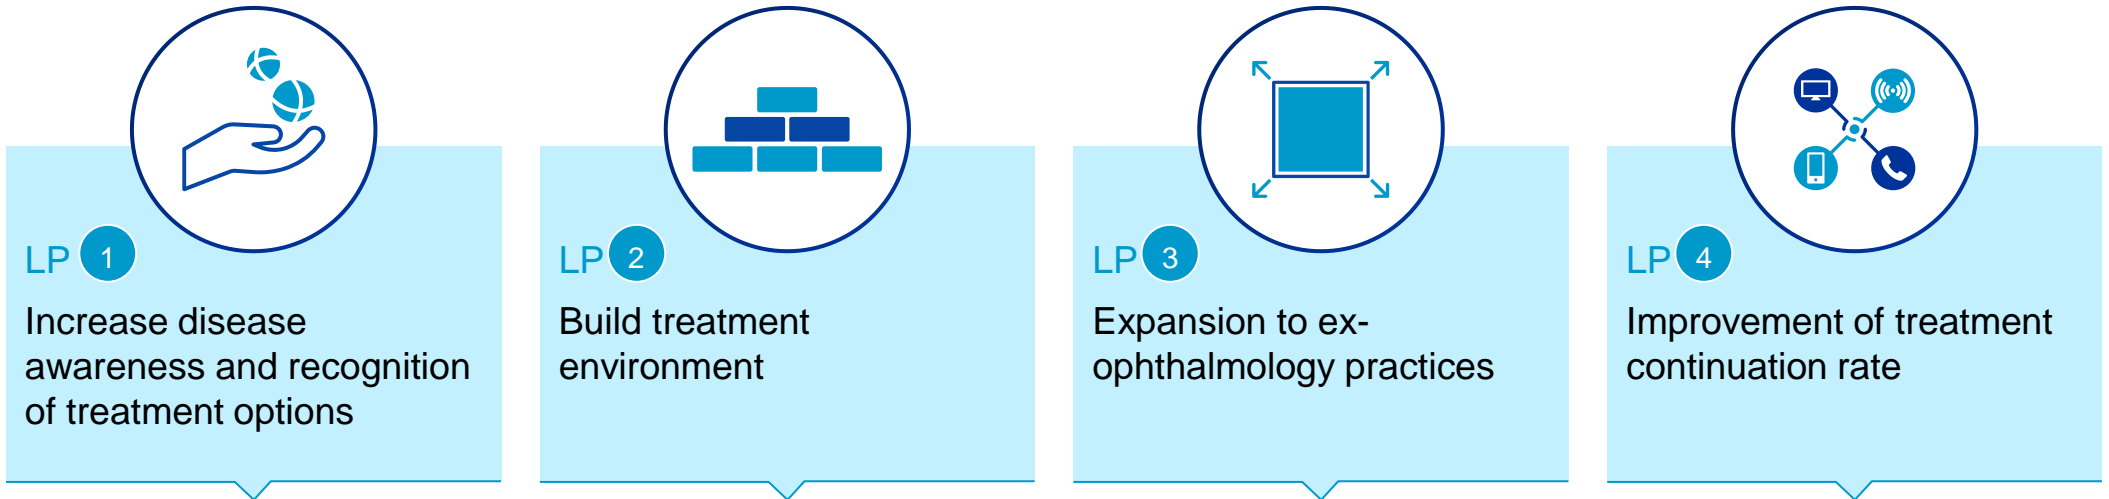 LP 1
Increase disease
awareness and recognition
of treatment options
LP 2
Build treatment
environment
LP 3
Expansion to ex-
ophthalmology practices
LP 4
Improvement of treatment
continuation rate